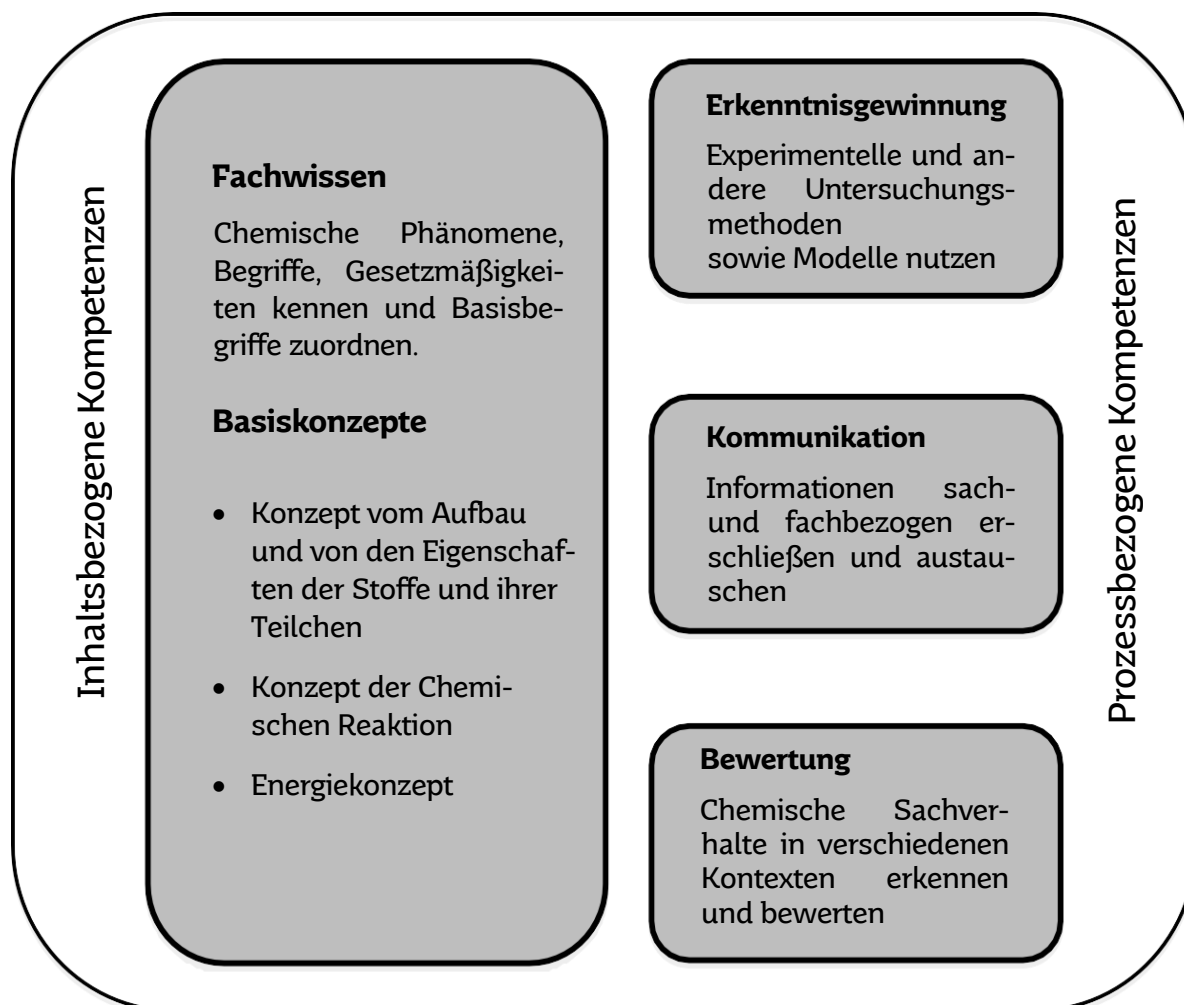 Inhaltsbezogene Kompetenzen
Fachwissen
Chemische Phänomene,
Begriffe, Gesetzmäßigkei-
ten kennen und Basisbe-
griffe zuordnen.
Basiskonzepte
• Konzept vom Aufbau
und von den Eigenschaf-
ten der Stoffe und ihrer
Teilchen
• Konzept der Chemi-
schen Reaktion
• Energiekonzept
Erkenntnisgewinnung
Experimentelle und an-
dere Untersuchungs-
methoden
sowie Modelle nutzen
Kommunikation
Informationen sach-
und fachbezogen er-
schließen und austau-
schen
Bewertung
Chemische Sachver-
halte in verschiedenen
Kontexten erkennen
und bewerten
Prozessbezogene Kompetenzen